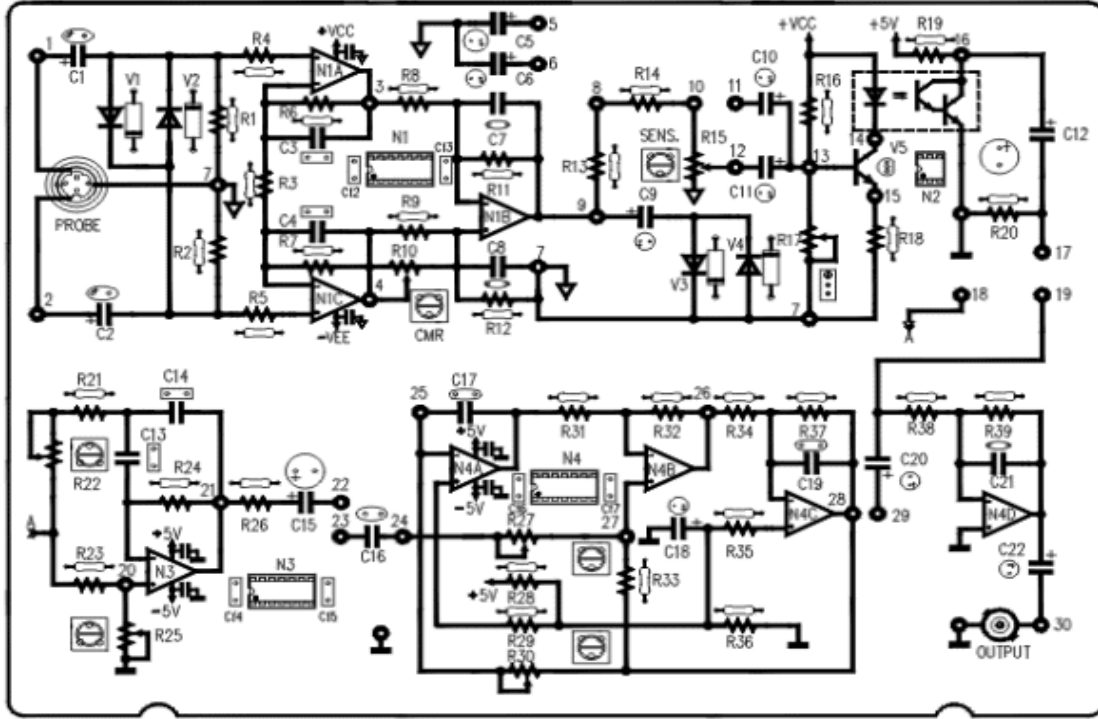 1
C1
V1
V2
R4
+VCC
N1A
R1
R6
C3
3
R8
5
C5
6
C6
C7
N1
C12
C13
R11
N1B
R3
PROBE
7
R2
C4
R7
R9
R10
4
N1C
-VEE
CMR
C8
7
R12
2
C2
R5
8
R14
10
11
C10
SENS.
R15
12
C11
R13
9
C9
V3
V4
+VCC
R16
13
14
V5
15
R17
R18
7
+5V
R19
16
N2
C12
R20
17
18
A
19
R21
C14
R22
C13
R24
21
R26
C15
22
23
C16
24
A
R23
20
+5V
N3
-5V
R25
N3
Cf4
Cf5
25
C17
+5V
N4A
-5V
R31
N4
Cf6
Cf7
R27
27
26
R32
N4B
R34
R37
C19
N4C
28
C18
R35
R33
+5V
R28
R29
R30
R36
C20
29
R38
R39
C21
N4D
C22
30
OUTPUT